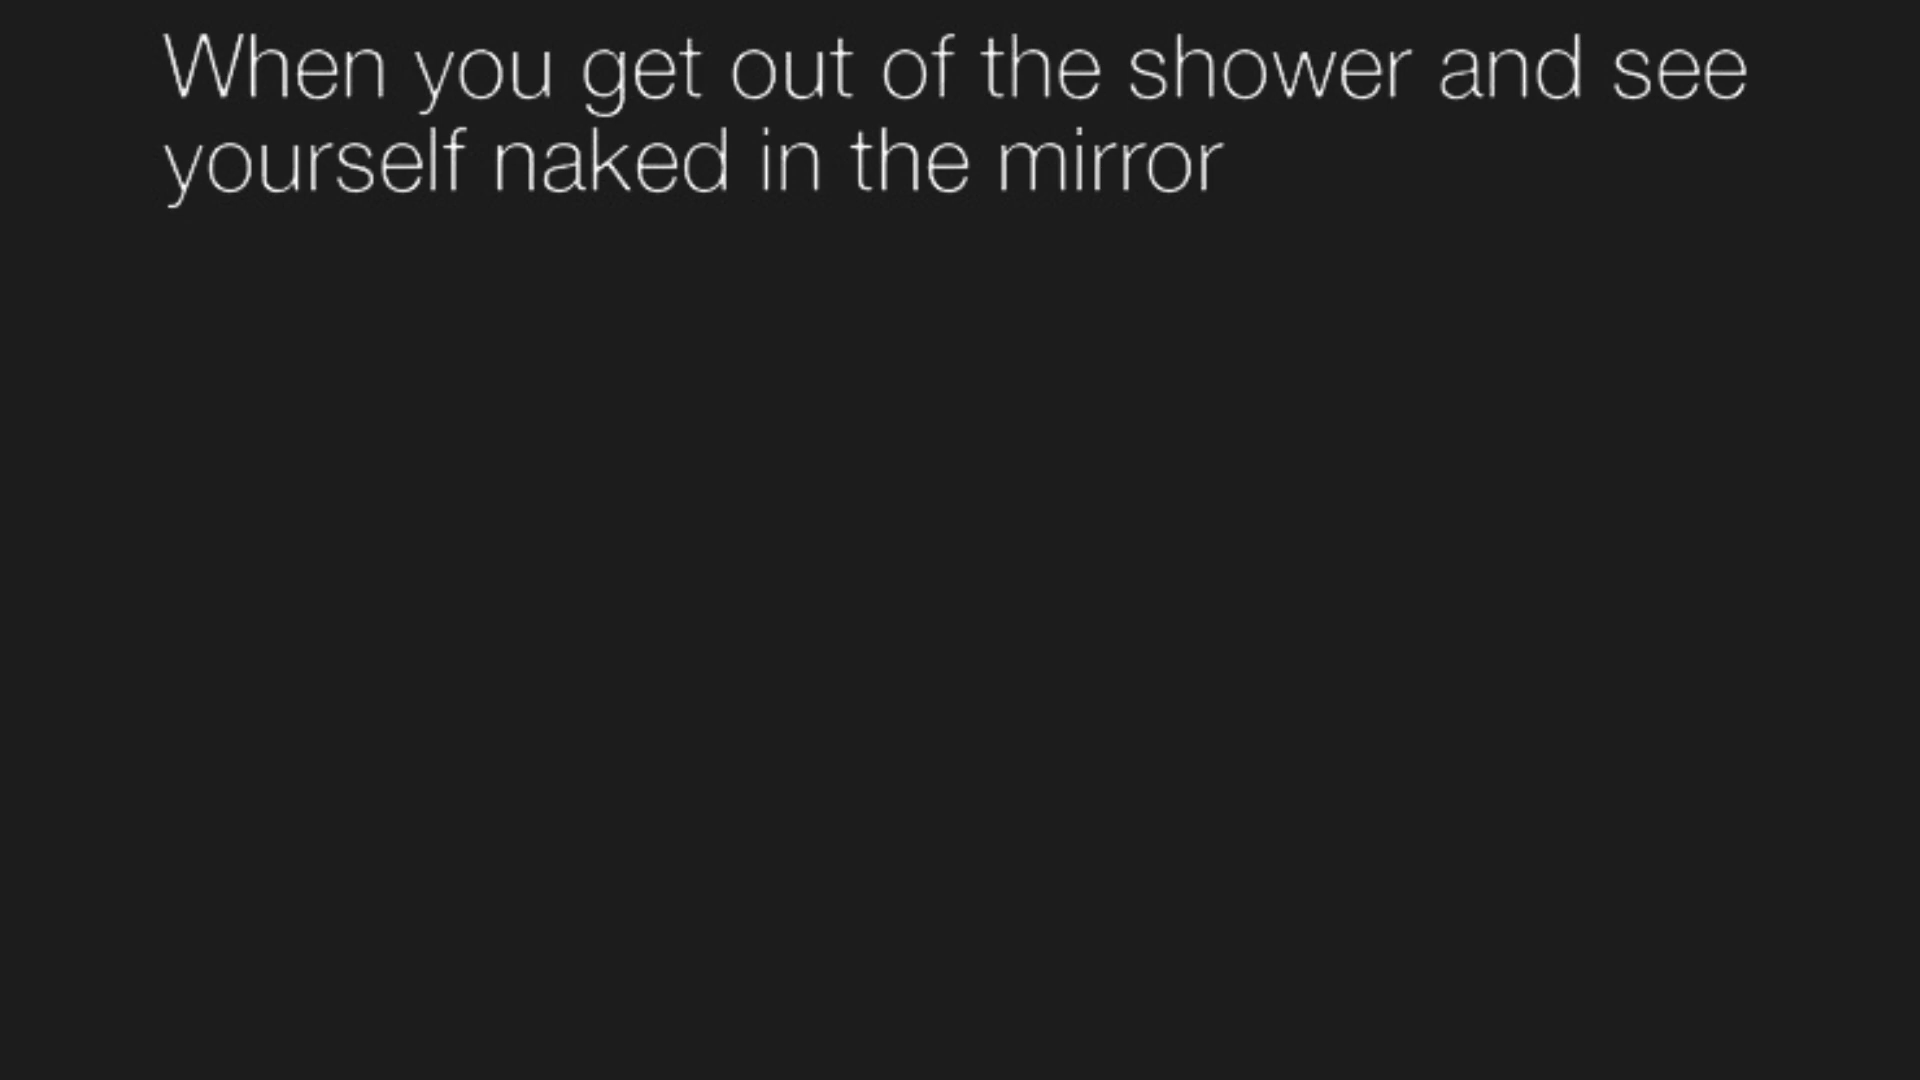 When you get out of the shower and see
yourself naked in the mirror